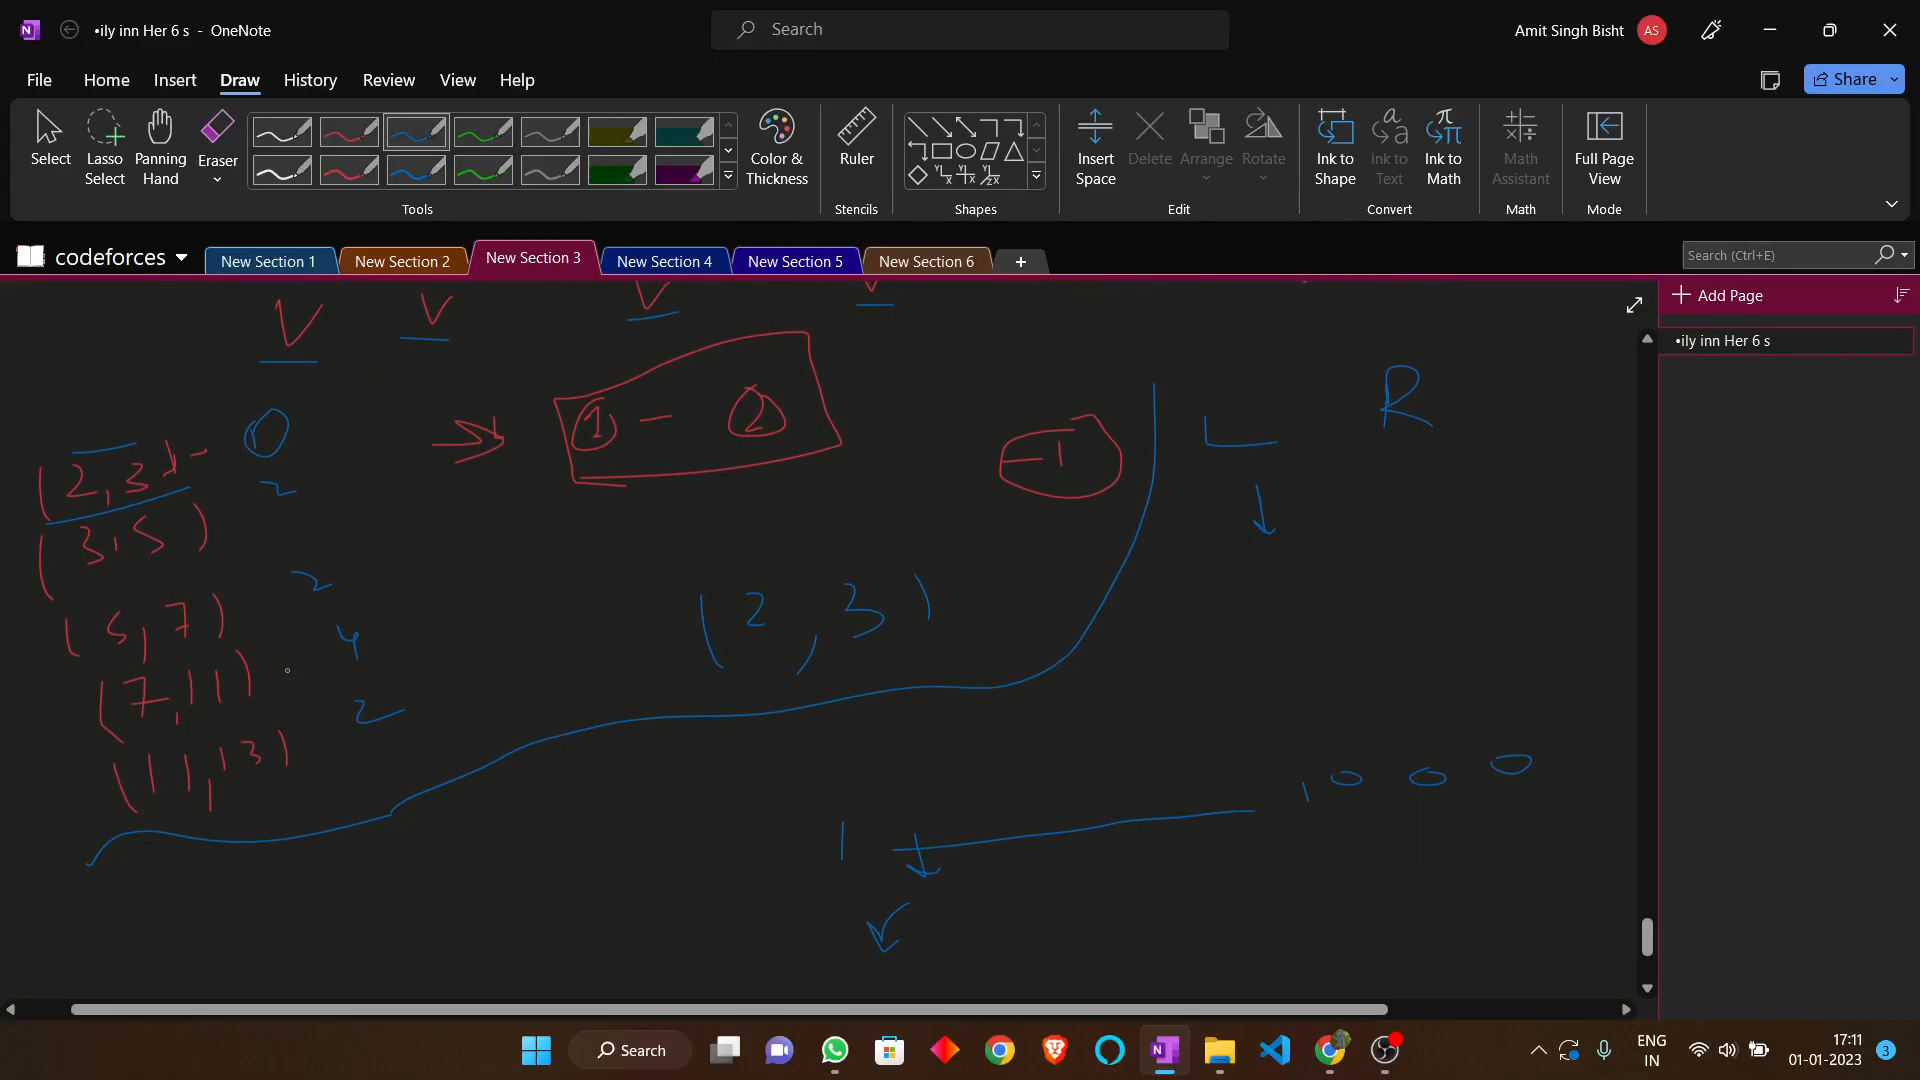 •ily inn Her 6 s - OneNote
Search
Amit Singh Bisht
AS
File Home Insert Draw History Review View Help
Share
Select
Lasso Select
Panning Hand
Eraser
Color & Thickness
Ruler
Insert Space
Delete
Arrange
Rotate
Ink to Shape
Ink to Text
Ink to Math
Math Assistant
Full Page View
Tools
Stencils
Shapes
Edit
Convert
Math
Mode
codeforces
New Section 1
New Section 2
New Section 3
New Section 4
New Section 5
New Section 6
+
Search (Ctrl+E)
Add Page
•ily inn Her 6 s
V V V V
1 - 2
-1
L R
(2,3)-
2
(3,5)
2
(5,7)
4
(7,11)
2
(11,13)
(2,3)
1
1000
Search
ENG
IN
17:11
01-01-2023
3